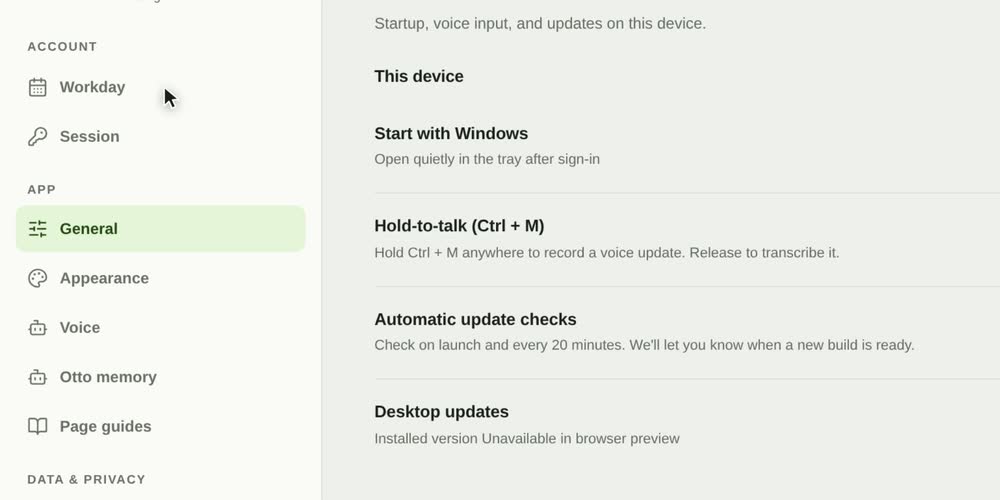 ACCOUNT
Workday
Session
APP
General
Appearance
Voice
Otto memory
Page guides
DATA & PRIVACY
Startup, voice input, and updates on this device.
This device
Start with Windows
Open quietly in the tray after sign-in
Hold-to-talk (Ctrl + M)
Hold Ctrl + M anywhere to record a voice update. Release to transcribe it.
Automatic update checks
Check on launch and every 20 minutes. We'll let you know when a new build is ready.
Desktop updates
Installed version Unavailable in browser preview